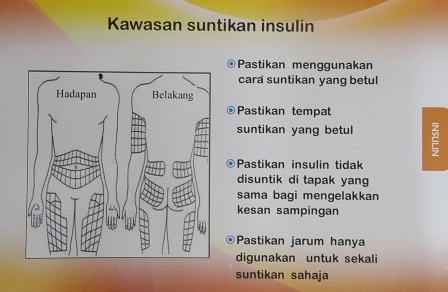 Kawasan suntikan insulin
Hadapan
Belakang
Pastikan menggunakan
cara suntikan yang betul
Pastikan tempat
suntikan yang betul
Pastikan insulin tidak
disuntik di tapak yang
sama bagi mengelakkan
kesan sampingan
Pastikan jarum hanya
digunakan untuk sekali
suntikan sahaja
INSULIN